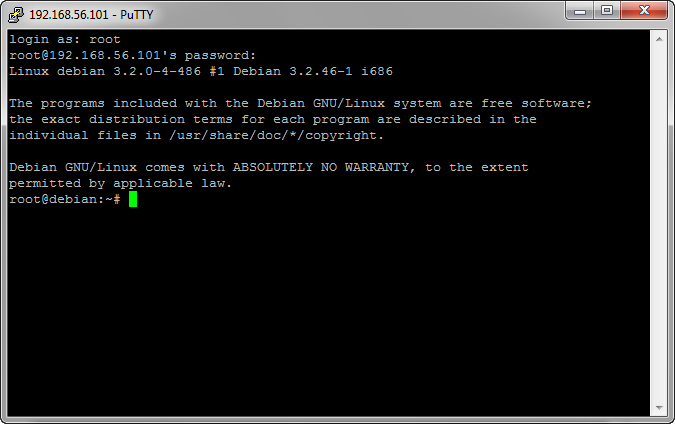 192.168.56.101 - PuTTY
login as: root
root@192.168.56.101's password:
Linux debian 3.2.0-4-486 #1 Debian 3.2.46-1 i686
The programs included with the Debian GNU/Linux system are free software;
the exact distribution terms for each program are described in the
individual files in /usr/share/doc/*/copyright.
Debian GNU/Linux comes with ABSOLUTELY NO WARRANTY, to the extent
permitted by applicable law.
root@debian:~#